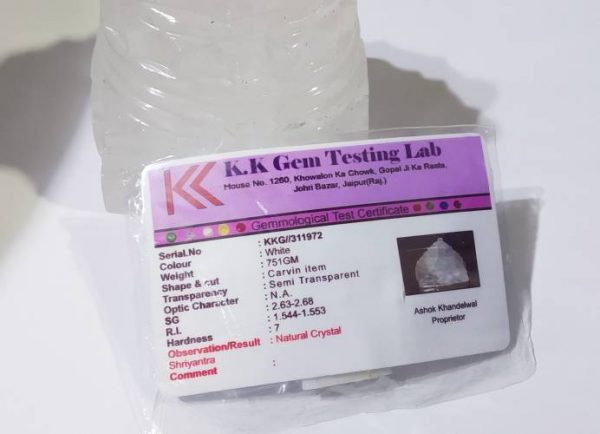 KK
K.K Gem Testing Lab
House No. 1260, Khowalon Ka Chowk, Gopal Ji Ka Rasta,
Johri Bazar, Jaipur(Raj.)
Gemmological Test Certificate
Serial.No : KKG//311972
Colour : White
Weight : 751GM
Shape & cut : Carvin item
Transparency : Semi Transparent
Optic Character : N.A.
SG : 2.63-2.68
R.I. : 1.544-1.553
Hardness : 7
Observation/Result : Natural Crystal
Shriyantra
Comment :
Ashok Khandelwal
Proprietor